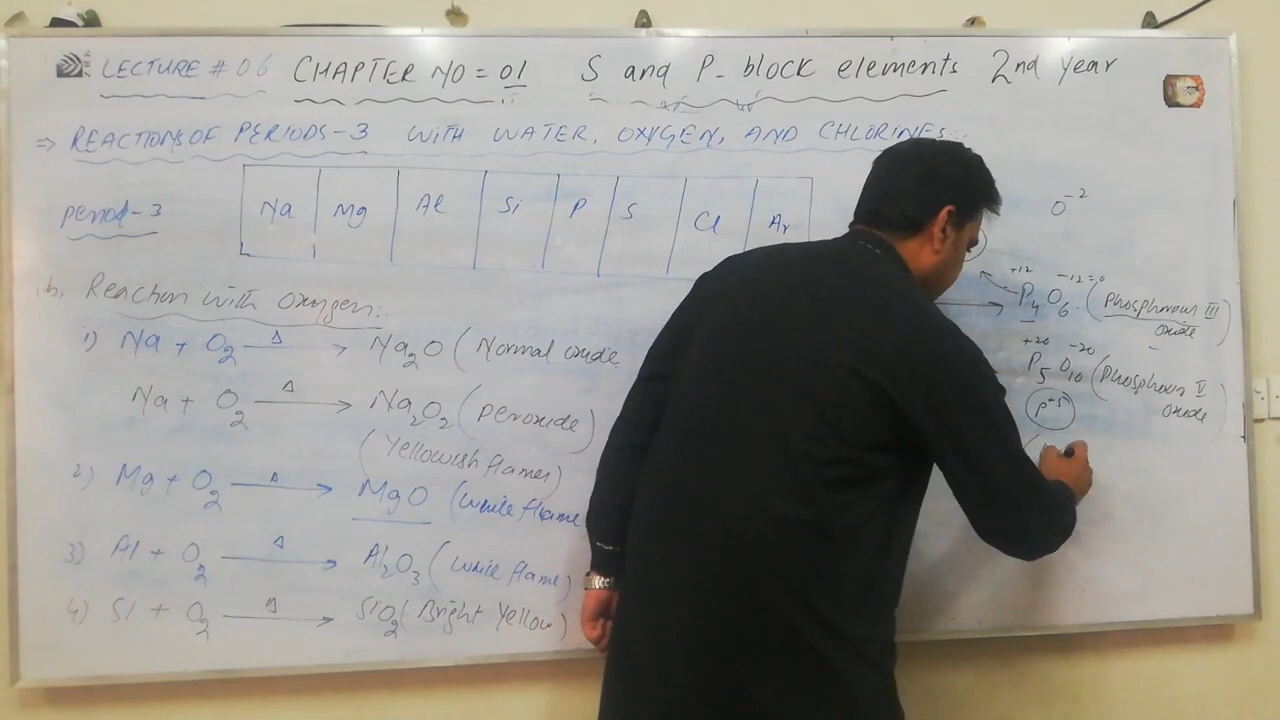 LECTURE # 06 CHAPTER NO = 01 S and P-block elements 2nd year
⇒ REACTIONS OF PERIODS-3 WITH WATER, OXYGEN, AND CHLORINES..
period-3 Na Mg Al Si P S Cl Ar
b. Reaction with oxygen:
1) Na + O2 Δ→ Na2O (Normal oxide
Na + O2 Δ→ Na2O2 (peroxide)
(Yellowish flames)
2) Mg + O2 Δ→ MgO (white flame
3) Al + O2 Δ→ Al2O3 (white flame)
4) Si + O2 Δ→ SiO2 (Bright Yellow)
O-2
+12 -12=0
P4O6. (Phosphorous III
oxide)
+20 -20
P5O10 (Phosphorus V
oxide)
P+5